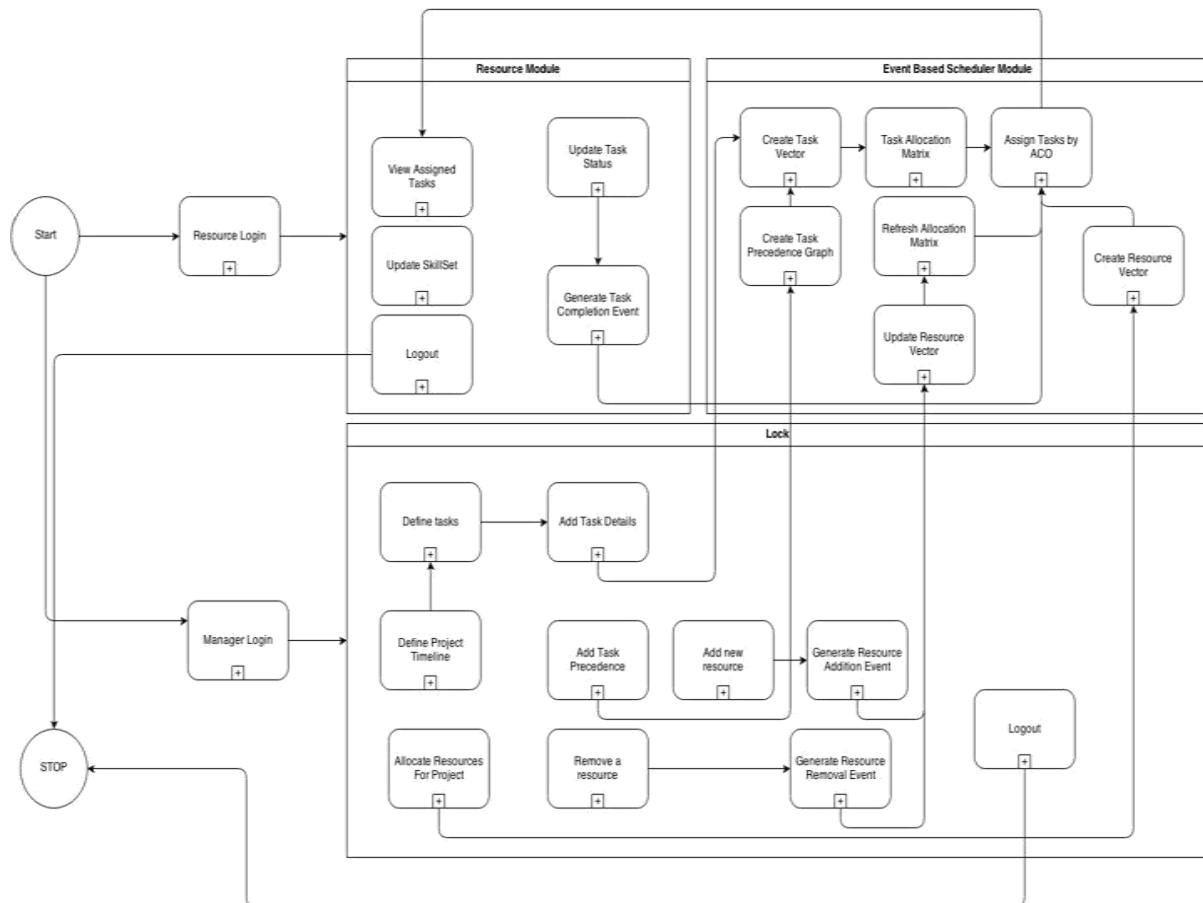 Resource Module
Event Based Scheduler Module
View Assigned
Tasks
Update Task
Status
Create Task
Vector
Task Allocation
Matrix
Assign Tasks by
ACO
Start
Resource Login
Update SkillSet
Generate Task
Completion Event
Create Task
Precedence Graph
Refresh Allocation
Matrix
Create Resource
Vector
Logout
Update Resource
Vector
Lock
Define tasks
Add Task Details
Manager Login
Define Project
Timeline
Add Task
Precedence
Add new
resource
Generate Resource
Addition Event
STOP
Allocate Resources
For Project
Remove a
resource
Generate Resource
Removal Event
Logout